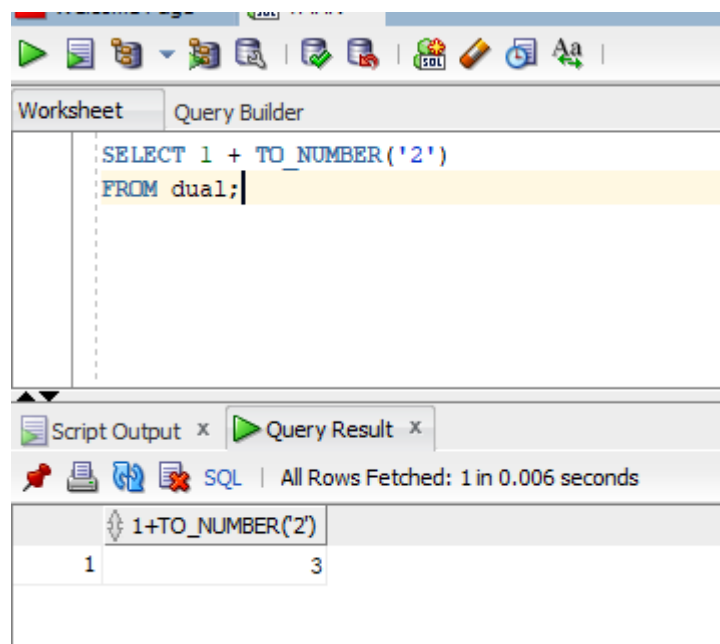 Worksheet Query Builder
SELECT 1 + TO_NUMBER('2')
FROM dual;
Script Output x Query Result x
SQL | All Rows Fetched: 1 in 0.006 seconds
1+TO_NUMBER('2')
1 3